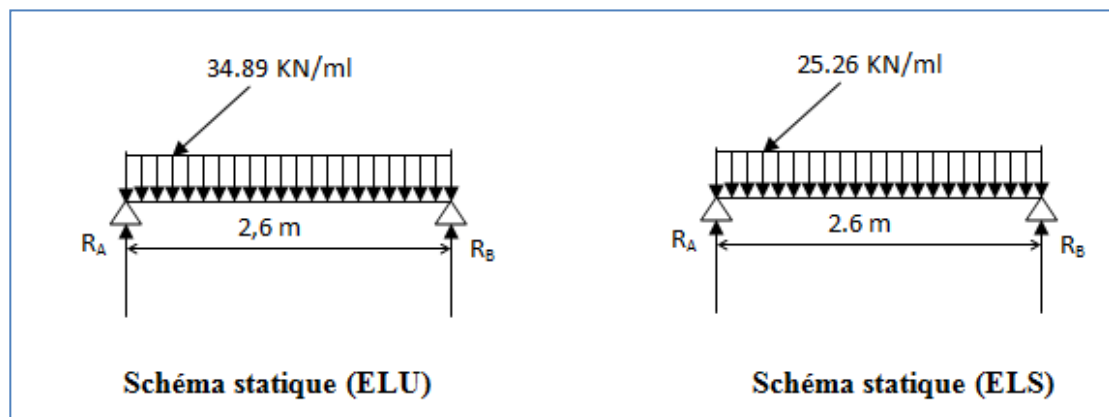 34.89 KN/ml
2,6 m
RA
RB
Schéma statique (ELU)
25.26 KN/ml
2.6 m
RA
RB
Schéma statique (ELS)